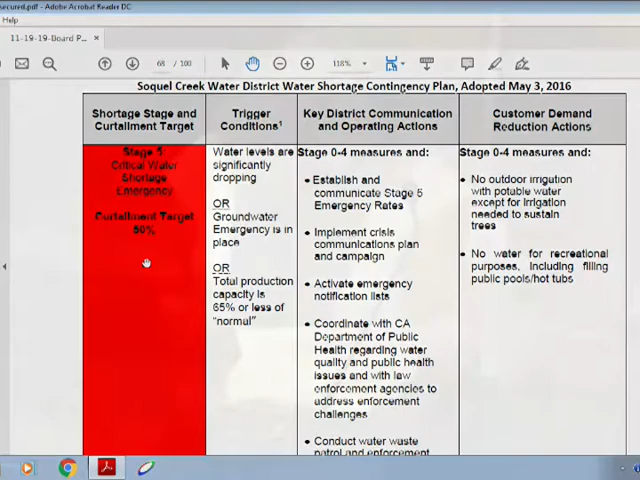 secured.pdf - Adobe Acrobat Reader DC
Help
11-19-19-Board P... ×
68 / 100
118%
Soquel Creek Water District Water Shortage Contingency Plan, Adopted May 3, 2016
Shortage Stage and
Curtailment Target
Trigger
Conditions¹
Key District Communication
and Operating Actions
Customer Demand
Reduction Actions
Stage 5:
Critical Water
Shortage
Emergency
Curtailment Target
50%
Water levels are
significantly
dropping
OR
Groundwater
Emergency is in
place
OR
Total production
capacity is
65% or less of
"normal"
Stage 0-4 measures and:
• Establish and
communicate Stage 5
Emergency Rates
• Implement crisis
communications plan
and campaign
• Activate emergency
notification lists
• Coordinate with CA
Department of Public
Health regarding water
quality and public health
issues and with law
enforcement agencies to
address enforcement
challenges
• Conduct water waste
patrol and enforcement
Stage 0-4 measures and:
• No outdoor irrigation
with potable water
except for irrigation
needed to sustain
trees
• No water for recreational
purposes, including filling
public pools/hot tubs